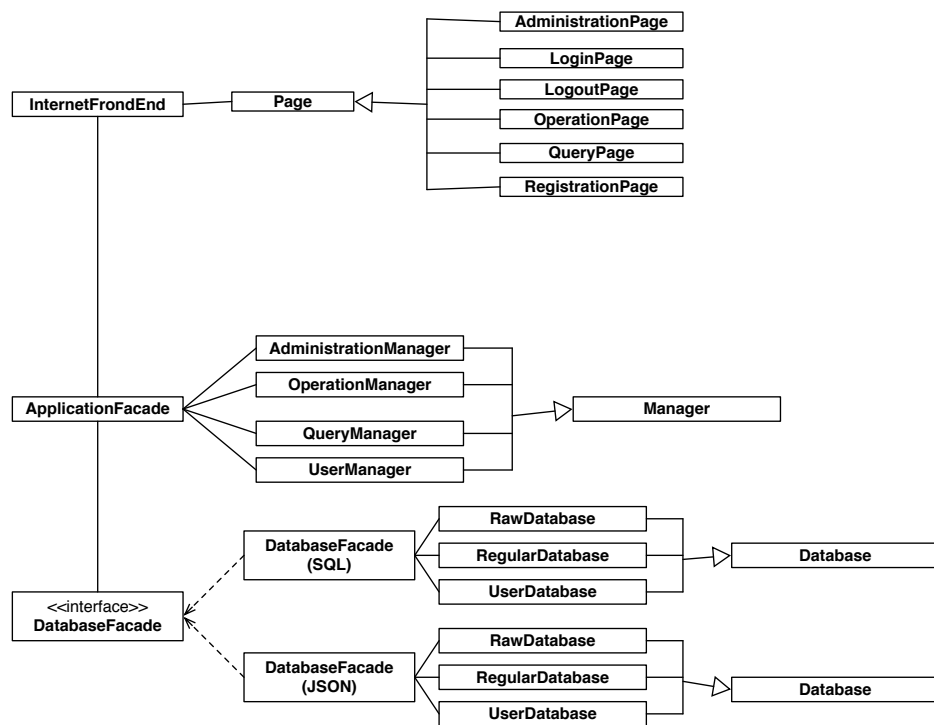 AdministrationPage
LoginPage
LogoutPage
OperationPage
QueryPage
RegistrationPage
InternetFrondEnd
Page
AdministrationManager
OperationManager
QueryManager
UserManager
ApplicationFacade
Manager
RawDatabase
RegularDatabase
UserDatabase
DatabaseFacade
(SQL)
Database
<<interface>>
DatabaseFacade
RawDatabase
RegularDatabase
UserDatabase
DatabaseFacade
(JSON)
Database